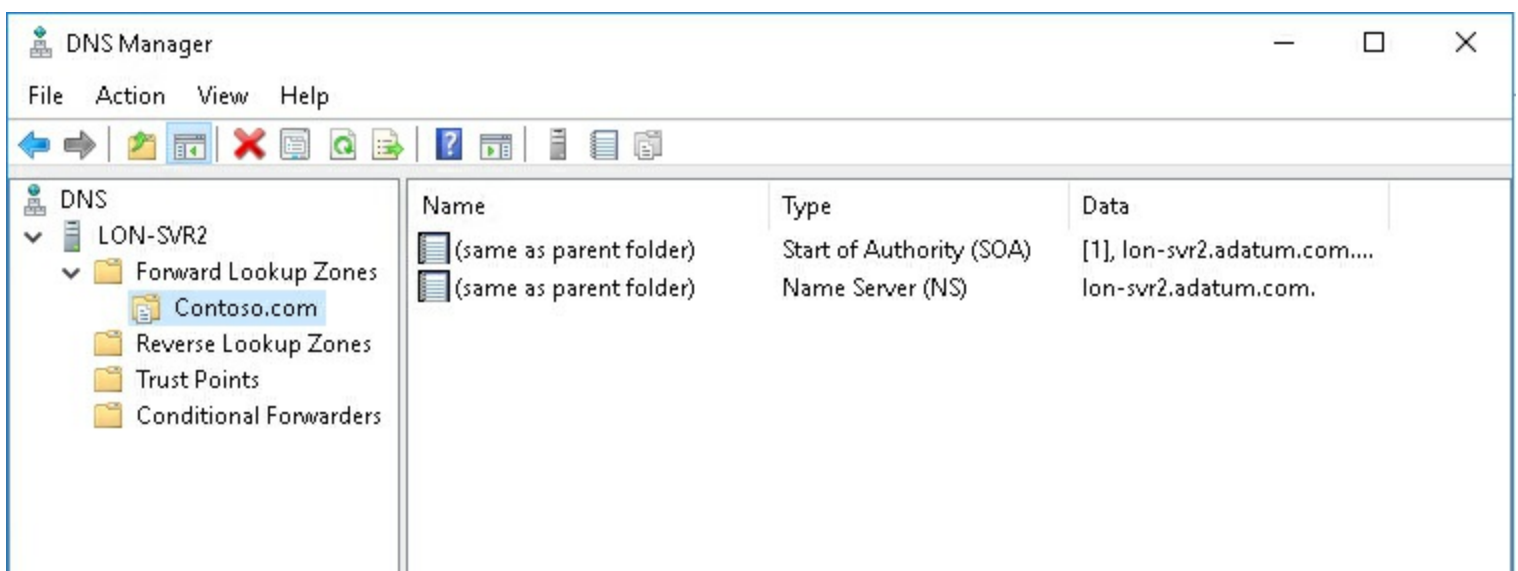 DNS Manager
File Action View Help
DNS
LON-SVR2
Forward Lookup Zones
Contoso.com
Reverse Lookup Zones
Trust Points
Conditional Forwarders
Name Type Data
(same as parent folder) Start of Authority (SOA) [1], lon-svr2.adatum.com....
(same as parent folder) Name Server (NS) lon-svr2.adatum.com.